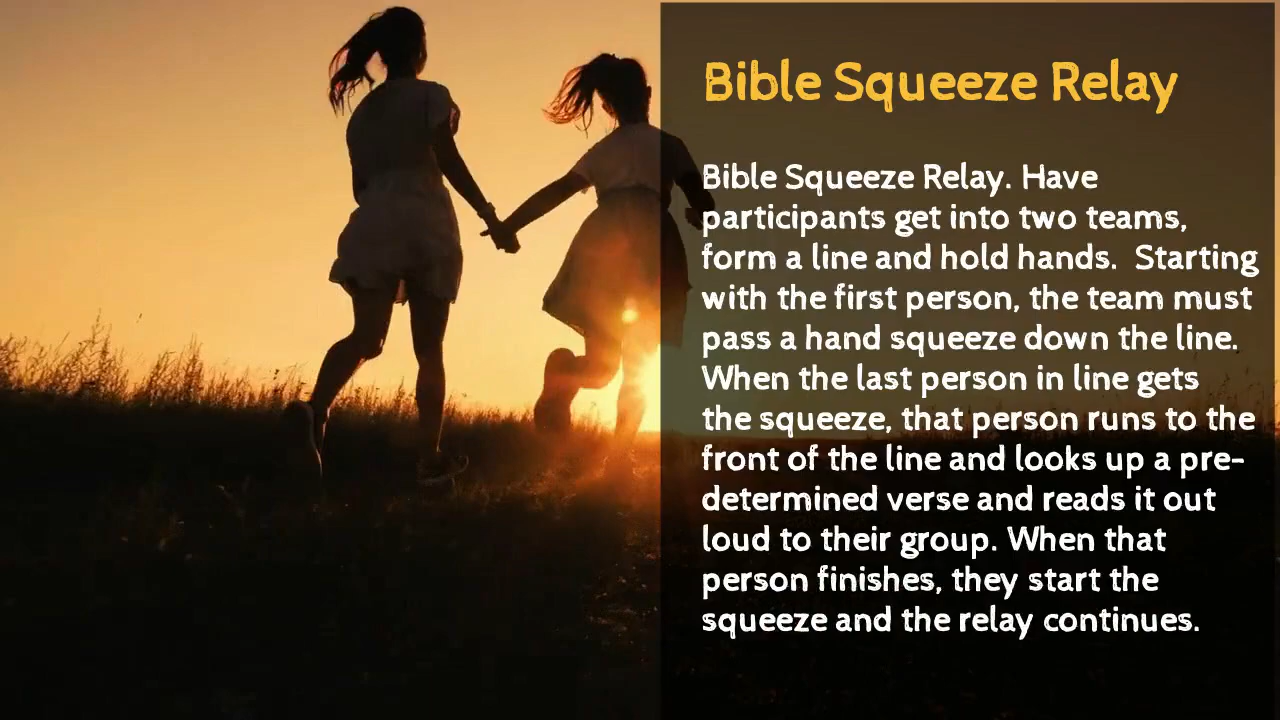 Bible Squeeze Relay
Bible Squeeze Relay. Have
participants get into two teams,
form a line and hold hands.  Starting
with the first person, the team must
pass a hand squeeze down the line.
When the last person in line gets
the squeeze, that person runs to the
front of the line and looks up a pre-
determined verse and reads it out
loud to their group. When that
person finishes, they start the
squeeze and the relay continues.